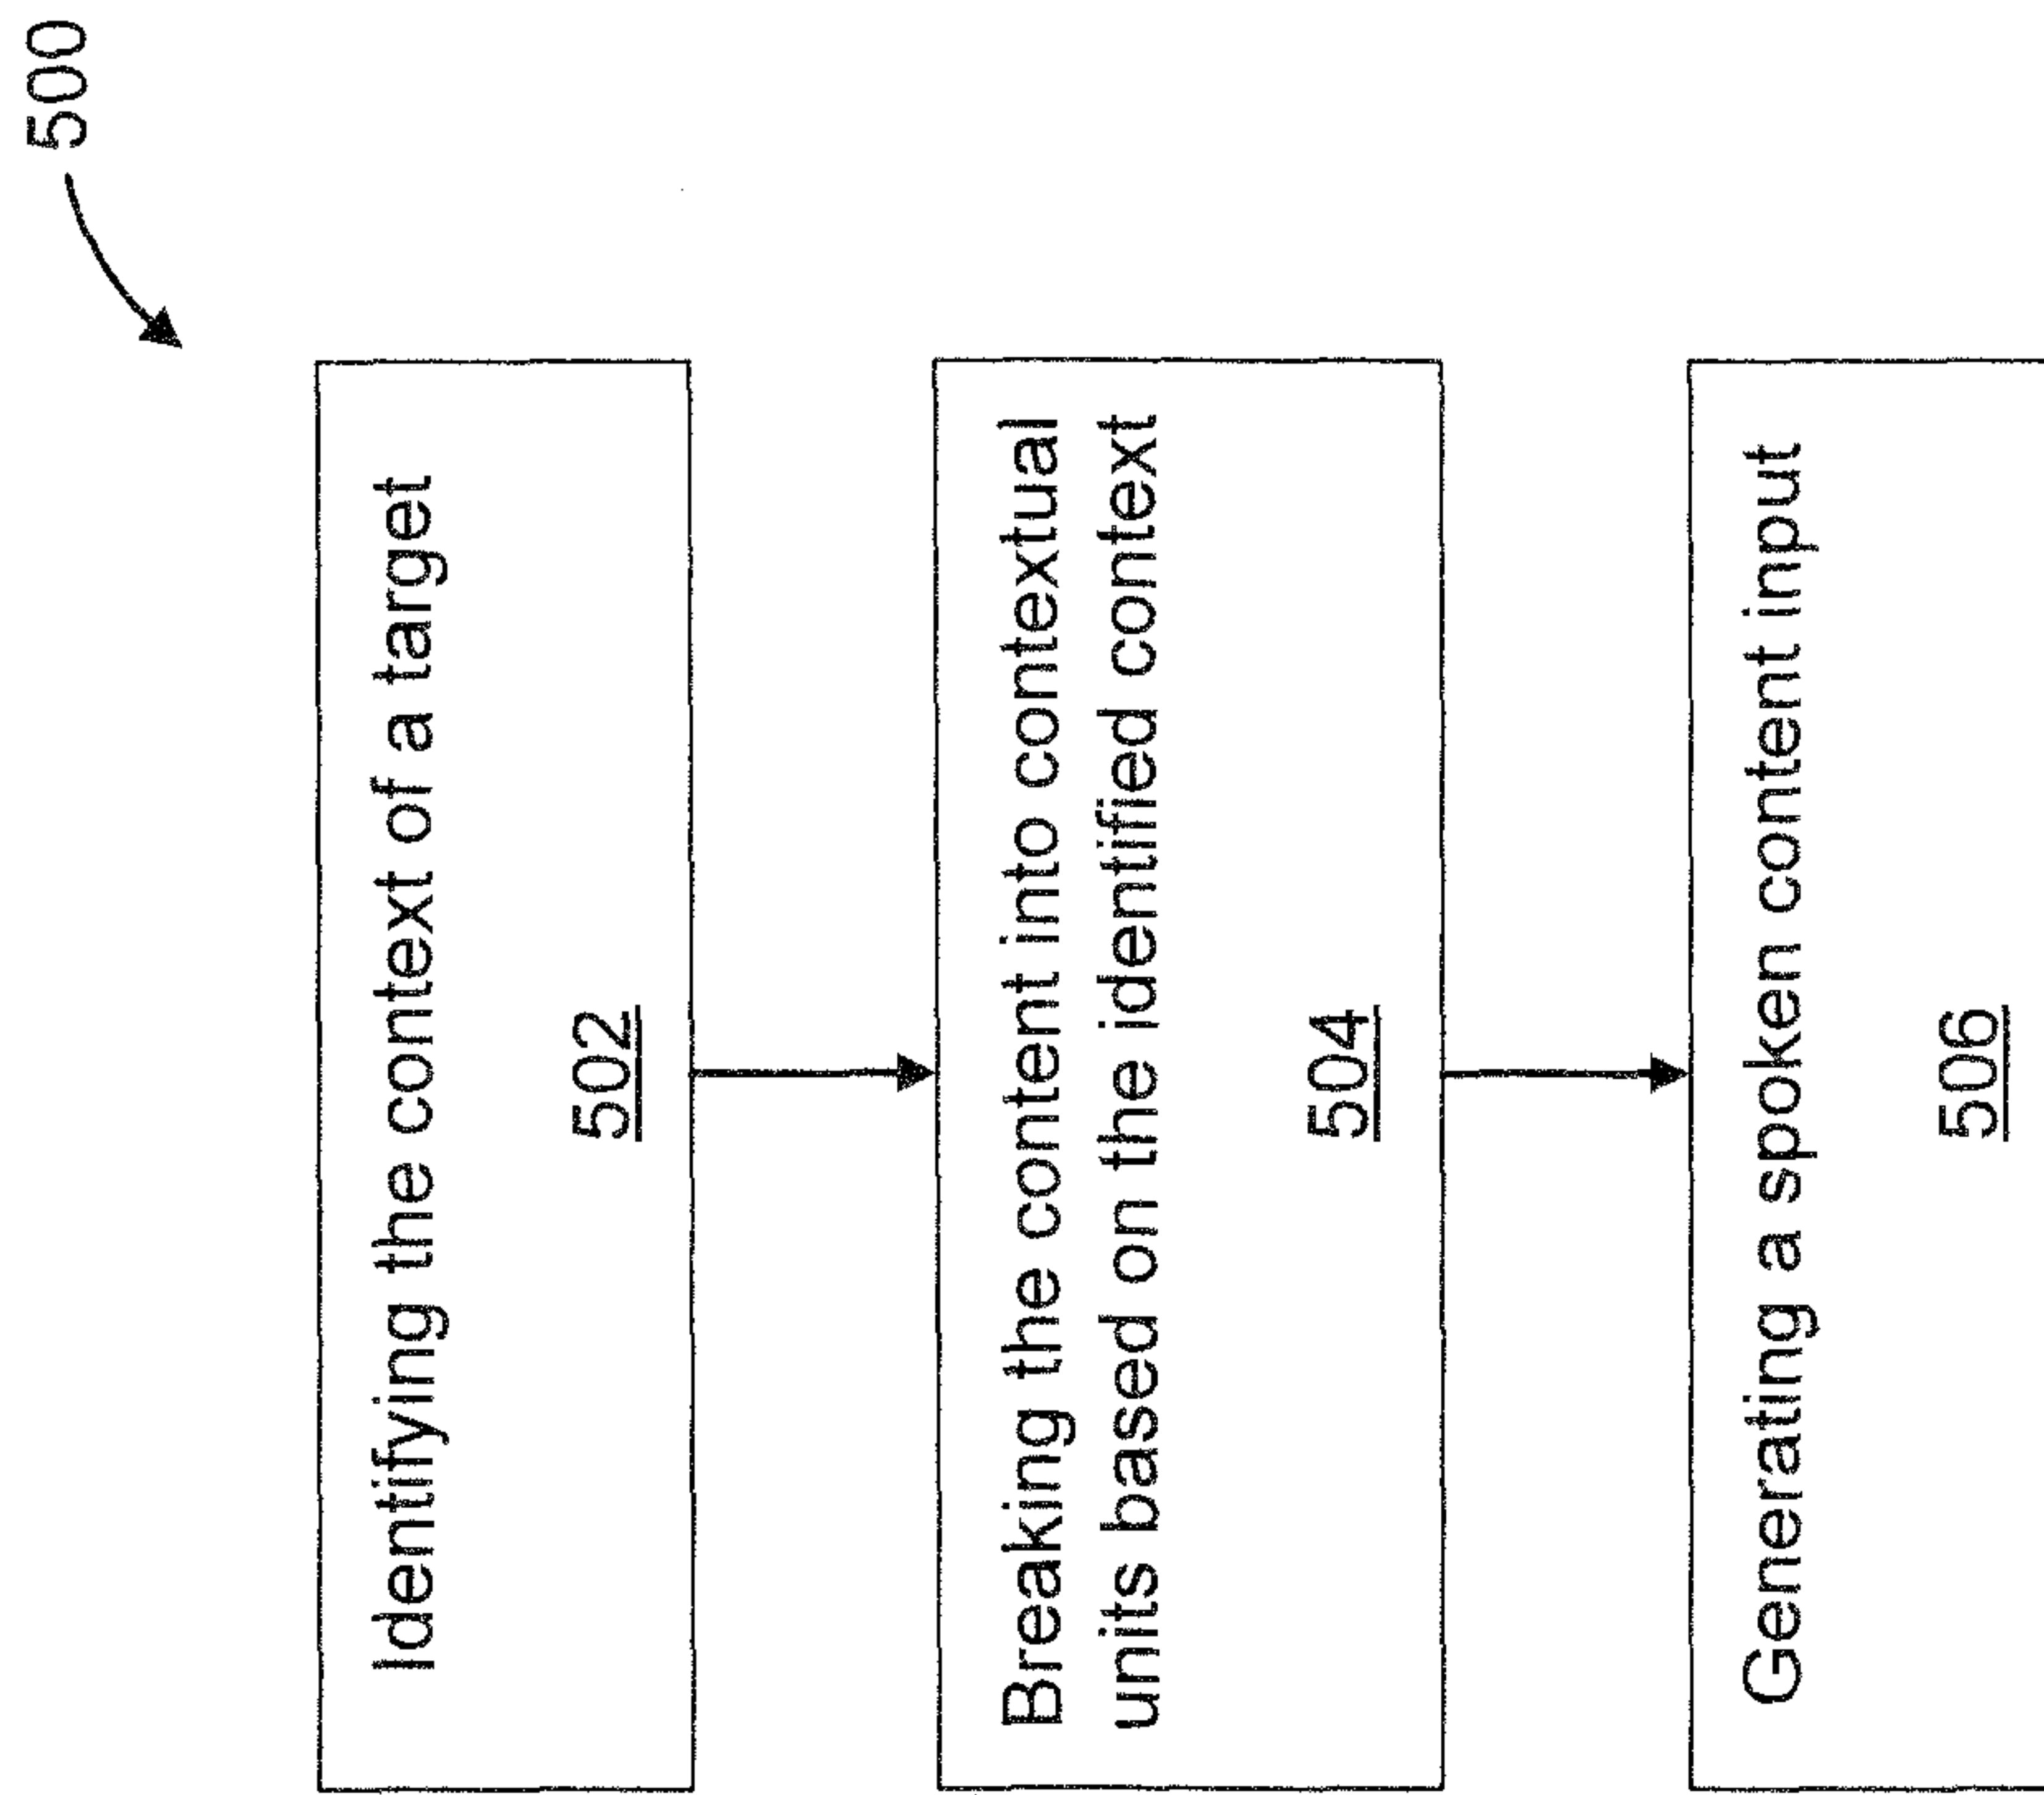 500
Identifying the context of a target
502
Breaking the content into contextual
units based on the identified context
504
Generating a spoken content input
506